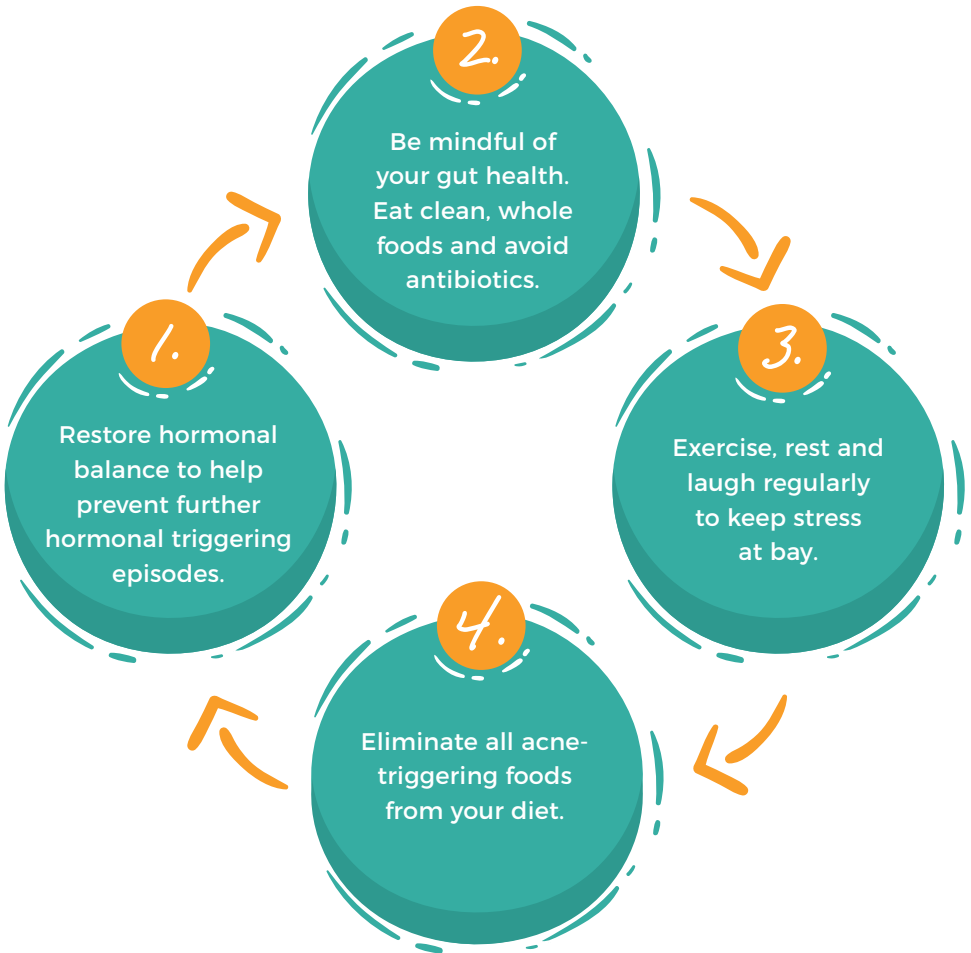 1.
Restore hormonal
balance to help
prevent further
hormonal triggering
episodes.
2.
Be mindful of
your gut health.
Eat clean, whole
foods and avoid
antibiotics.
3.
Exercise, rest and
laugh regularly
to keep stress
at bay.
4.
Eliminate all acne-
triggering foods
from your diet.